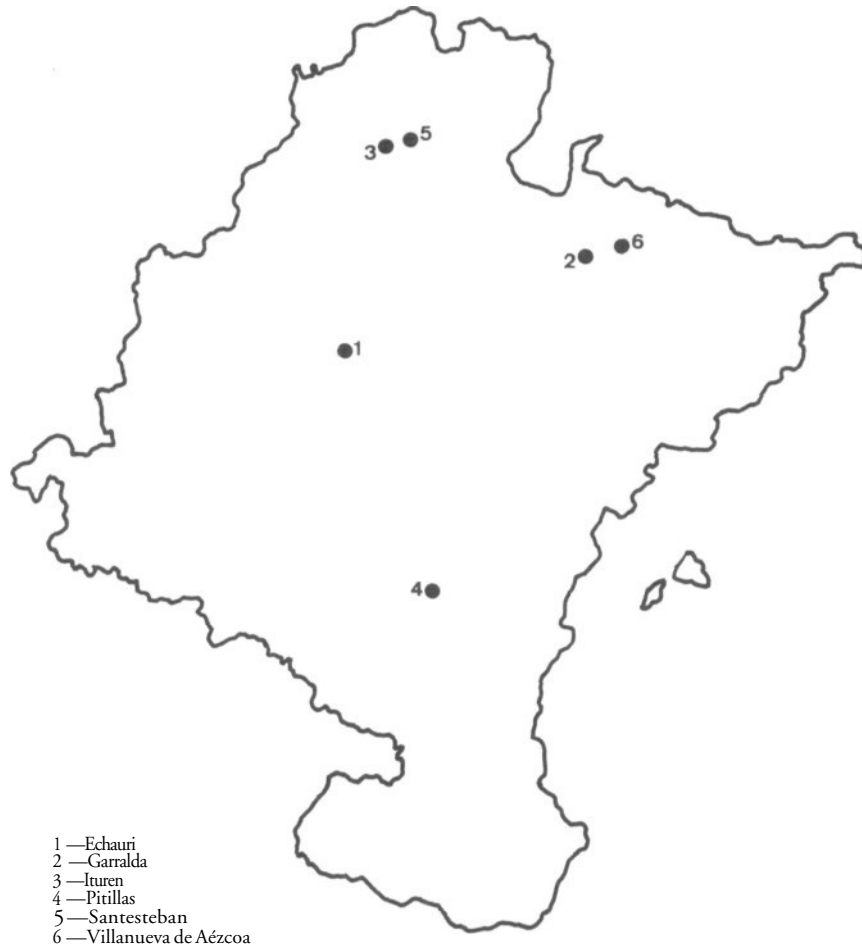 5
3
6
2
1
4
1 —Echauri
2 —Garralda
3 —Ituren
4 —Pitillas
5 —Santesteban
6 —Villanueva de Aézcoa